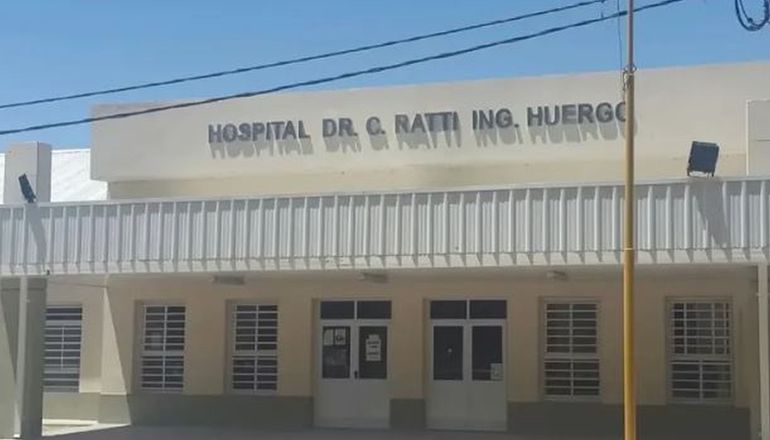 HOSPITAL DR. C. RATTI ING. HUERGO